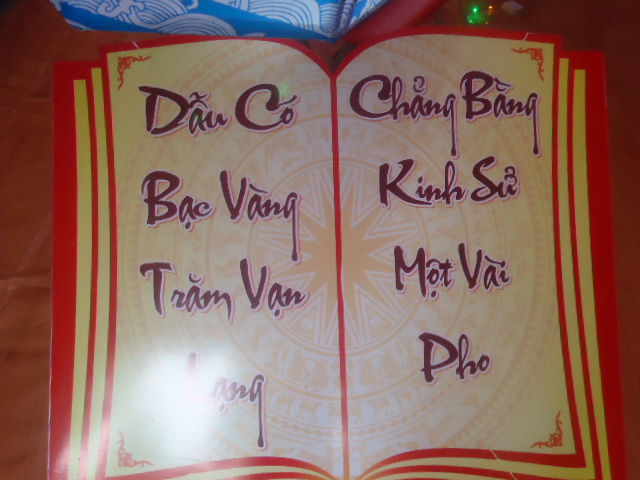 Dẫu Có
Bạc Vàng
Trăm Vạn
Lạng
Chẳng Bằng
Kinh Sử
Một Vài
Pho